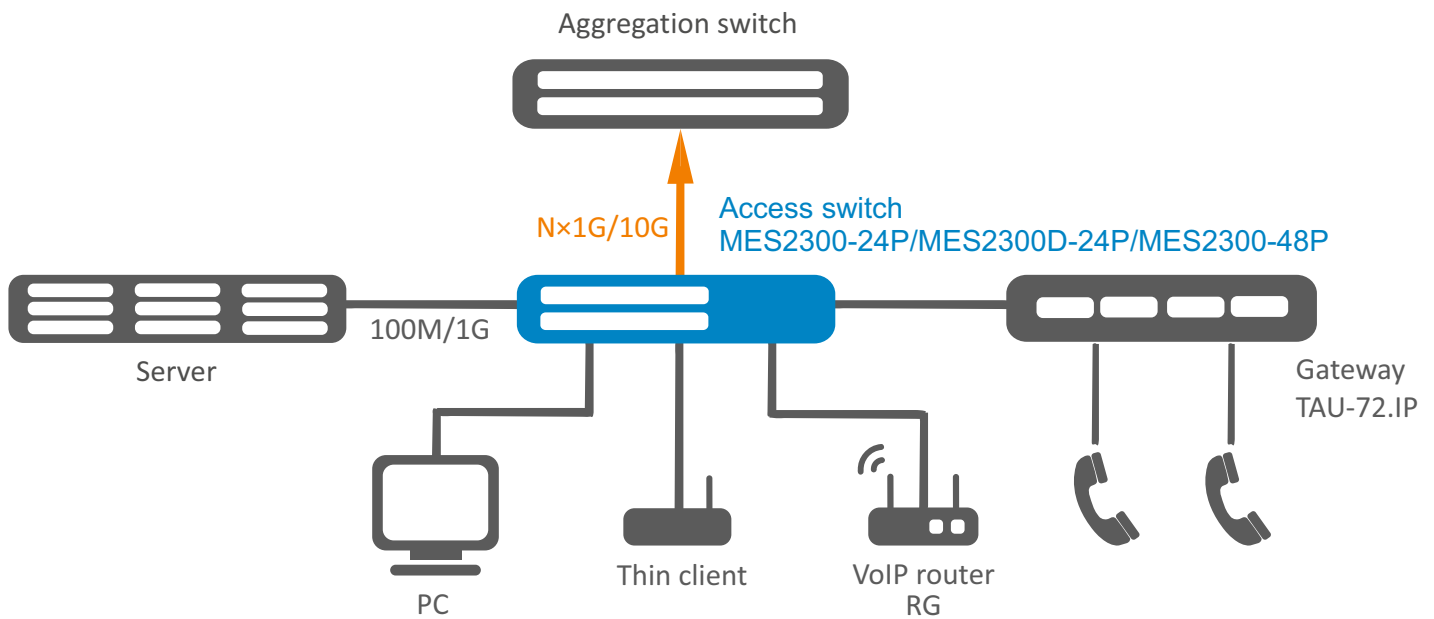 Aggregation switch
N×1G/10G
Access switch
MES2300-24P/MES2300D-24P/MES2300-48P
100M/1G
Server
Gateway
TAU-72.IP
PC
Thin client
VoIP router
RG